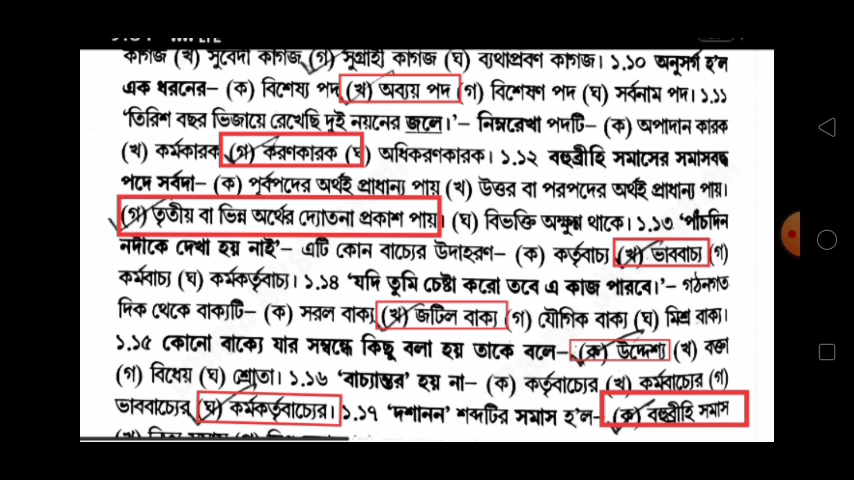 কাগজ (খ) সুবেদী কাগজ (গ) সুগ্রাহী কাগজ (ঘ) ব্যথাপ্রবণ কাগজ। ১.১০ অনুসর্গ হ'ল
এক ধরনের– (ক) বিশেষ্য পদ (খ) অব্যয় পদ (গ) বিশেষণ পদ (ঘ) সর্বনাম পদ। ১.১১
'তিরিশ বছর ভিজায়ে রেখেছি দুই নয়নের জলে।'– নিম্নরেখা পদটি– (ক) অপাদান কারক
(খ) কর্মকারক (গ) করণকারক (ঘ) অধিকরণকারক। ১.১২ বহুব্রীহি সমাসের সমাসবদ্ধ
পদে সর্বদা– (ক) পূর্বপদের অর্থই প্রাধান্য পায় (খ) উত্তর বা পরপদের অর্থই প্রাধান্য পায়।
(গ) তৃতীয় বা ভিন্ন অর্থের দ্যোতনা প্রকাশ পায়। (ঘ) বিভক্তি অক্ষুন্ন থাকে। ১.১৩ 'পাঁচদিন
নদীকে দেখা হয় নাই'– এটি কোন বাচ্যের উদাহরণ– (ক) কর্তৃবাচ্য (খ) ভাববাচ্য (গ)
কর্মবাচ্য (ঘ) কর্মকর্তৃবাচ্য। ১.১৪ 'যদি তুমি চেষ্টা করো তবে এ কাজ পারবে।'– গঠনগত
দিক থেকে বাক্যটি– (ক) সরল বাক্য (খ) জটিল বাক্য (গ) যৌগিক বাক্য (ঘ) মিশ্র বাক্য।
১.১৫ কোনো বাক্যে যার সম্বন্ধে কিছু বলা হয় তাকে বলে– (ক) উদ্দেশ্য (খ) বক্তা
(গ) বিধেয় (ঘ) শ্রোতা। ১.১৬ 'বাচ্যান্তর' হয় না– (ক) কর্তৃবাচ্যের (খ) কর্মবাচ্যের (গ)
ভাববাচ্যের (ঘ) কর্মকর্তৃবাচ্যের। ১.১৭ 'দশানন' শব্দটির সমাস হ'ল– (ক) বহুব্রীহি সমাস